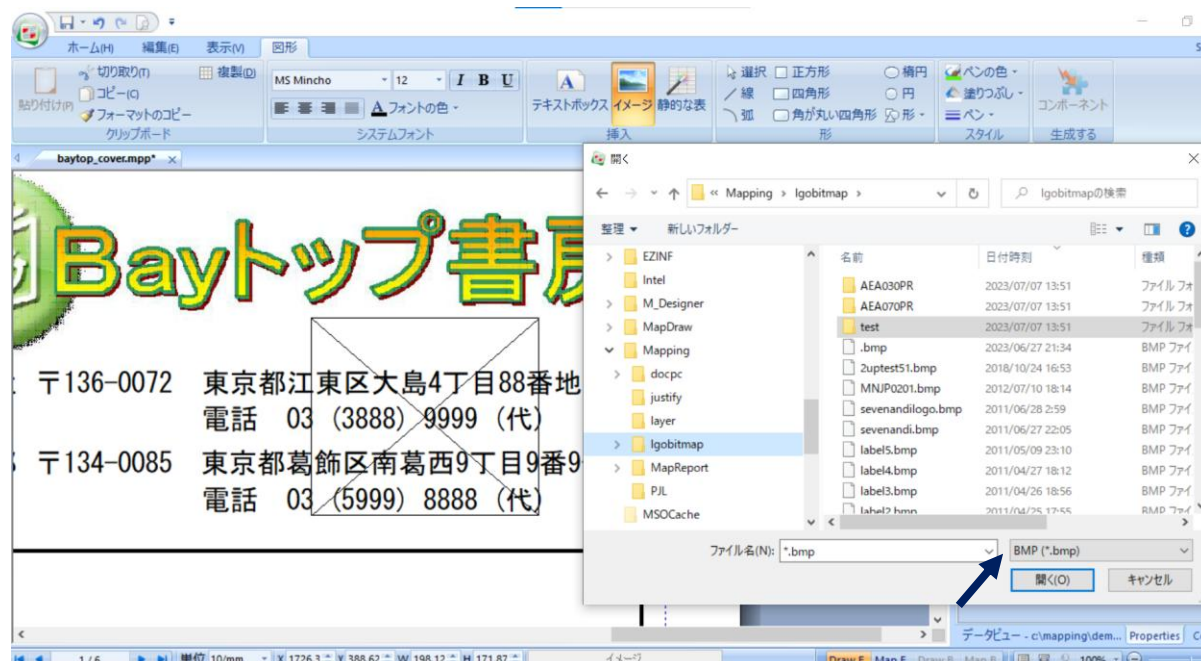 ホーム(H) 編集(E) 表示(V) 図形
貼り付け(P) 切り取り(T) 複製(D)
コピー(C)
フォーマットのコピー
クリップボード
MS Mincho 12 I B U
フォントの色
システムフォント
テキストボックス イメージ 静的な表
挿入
選択 正方形 楕円
線 四角形 円
弧 角が丸い四角形 形
形
ペンの色
塗りつぶし
ペン
スタイル
コンポーネント
生成する
baytop_cover.mpp*
Bayトップ書房
〒136-0072 東京都江東区大島4丁目88番地
電話 03 (3888) 9999 (代)
〒134-0085 東京都葛飾区南葛西9丁目9番9
電話 03 (5999) 8888 (代)
開く
« Mapping › lgobitmap ›
lgobitmapの検索
整理 新しいフォルダー
EZINF
Intel
M_Designer
MapDraw
Mapping
docpc
justify
layer
lgobitmap
MapReport
PJL
MSOCache
名前 日付時刻 種類
AEA030PR 2023/07/07 13:51 ファイル フォ
AEA070PR 2023/07/07 13:51 ファイル フォ
test 2023/07/07 13:51 ファイル フォ
.bmp 2023/06/27 21:34 BMP ファイ
2uptest51.bmp 2018/10/24 16:53 BMP ファイ
MNJP0201.bmp 2012/07/10 18:14 BMP ファイ
sevenandilogo.bmp 2011/06/28 2:59 BMP ファイ
sevenandi.bmp 2011/06/27 22:05 BMP ファイ
label5.bmp 2011/05/09 23:10 BMP ファイ
label4.bmp 2011/04/27 18:12 BMP ファイ
label3.bmp 2011/04/26 18:56 BMP ファイ
label2.bmp 2011/04/25 17:55 BMP ファイ
ファイル名(N): *.bmp BMP (*.bmp)
開く(O) キャンセル
データビュー - c:\mapping\dem... Properties
1/6 単位 10/mm X 1726.3 Y 388.62 W 198.12 H 171.87 イメージ Draw F Map F Draw B Map B 100%